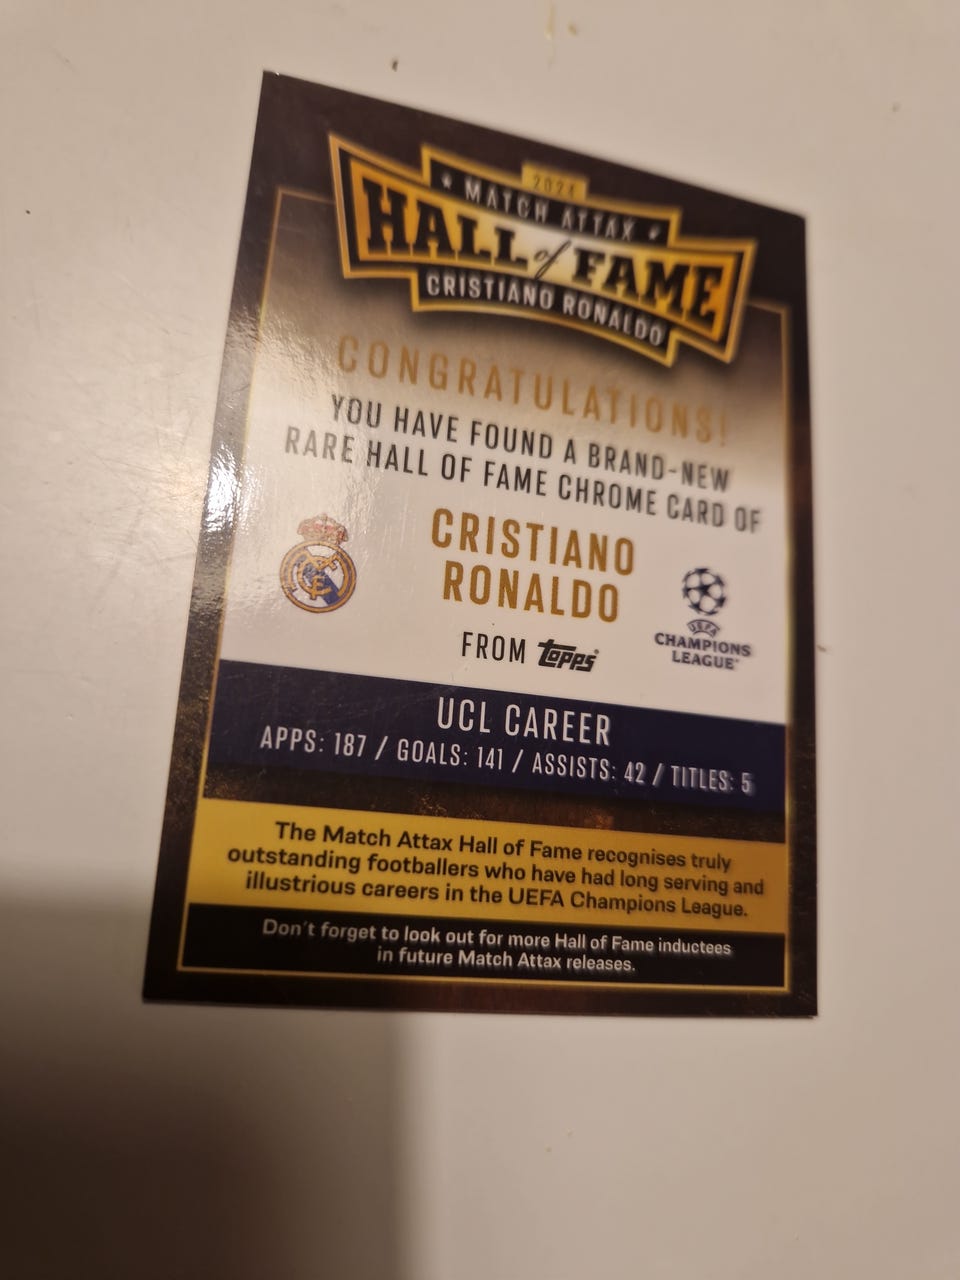 2024
MATCH ATTAX
HALL of FAME
CRISTIANO RONALDO
CONGRATULATIONS!
YOU HAVE FOUND A BRAND-NEW
RARE HALL OF FAME CHROME CARD OF
CRISTIANO
RONALDO
FROM Topps
UEFA
CHAMPIONS
LEAGUE
UCL CAREER
APPS: 187 / GOALS: 141 / ASSISTS: 42 / TITLES: 5
The Match Attax Hall of Fame recognises truly
outstanding footballers who have had long serving and
illustrious careers in the UEFA Champions League.
Don't forget to look out for more Hall of Fame inductees
in future Match Attax releases.